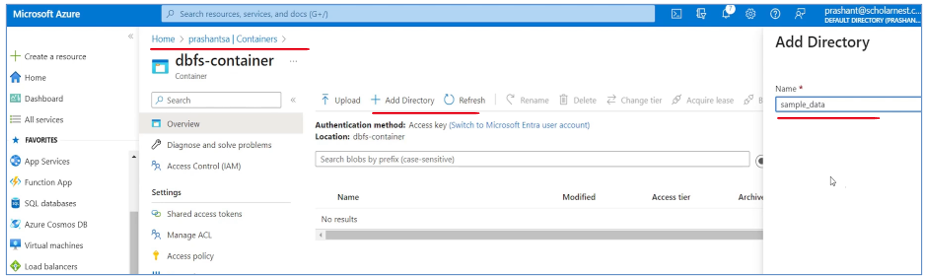 Microsoft Azure
Search resources, services, and docs (G+/)
7
prashant@scholarnest.c...
DEFAULT DIRECTORY (PRASHAN...
Create a resource
Home
Dashboard
All services
FAVORITES
App Services
Function App
SQL databases
Azure Cosmos DB
Virtual machines
Load balancers
Home > prashantsa | Containers >
dbfs-container ...
Container
Search
Overview
Diagnose and solve problems
Access Control (IAM)
Settings
Shared access tokens
Manage ACL
Access policy
Upload Add Directory Refresh Rename Delete Change tier Acquire lease B
Authentication method: Access key (Switch to Microsoft Entra user account)
Location: dbfs-container
Search blobs by prefix (case-sensitive)
Name Modified Access tier Archive
No results
Add Directory
Name *
sample_data